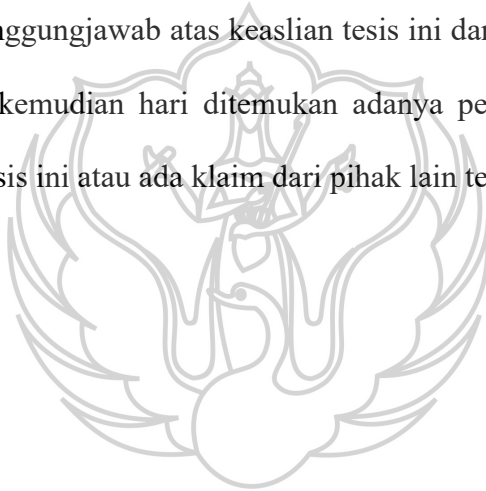 nggungjawab atas keaslian tesis ini dar
kemudian hari ditemukan adanya pe
sis ini atau ada klaim dari pihak lain te